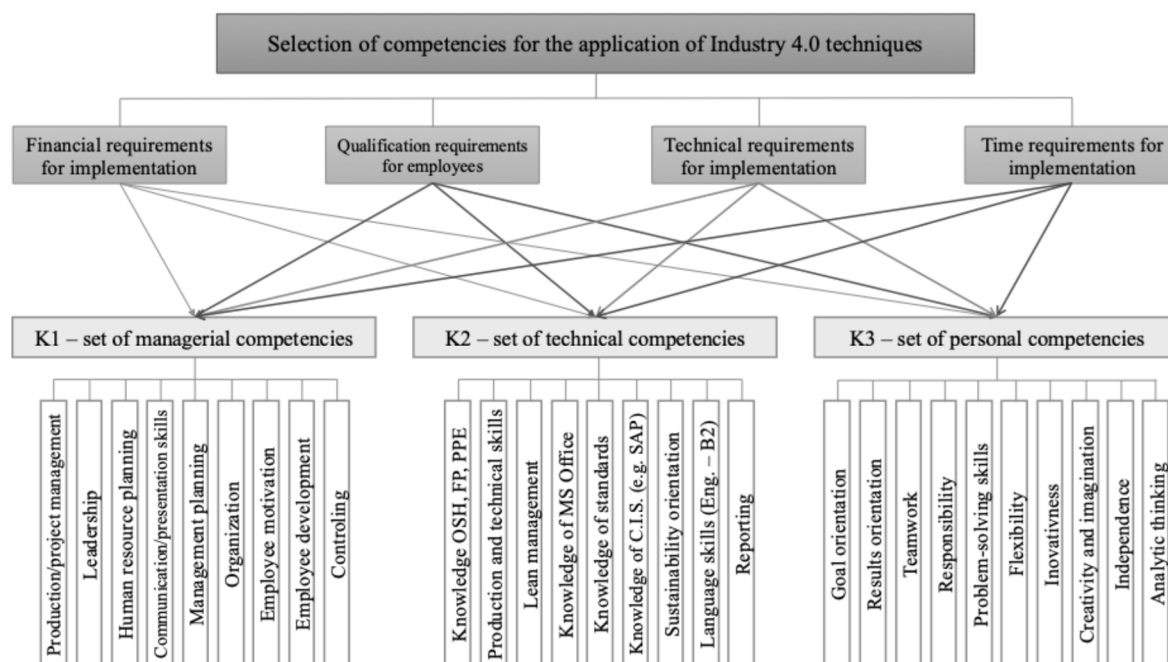 Selection of competencies for the application of Industry 4.0 techniques
Financial requirements
for implementation
Qualification requirements
for employees
Technical requirements
for implementation
Time requirements for
implementation
K1 – set of managerial competencies
K2 – set of technical competencies
K3 – set of personal competencies
Production/project management
Leadership
Human resource planning
Communication/presentation skills
Management planning
Organization
Employee motivation
Employee development
Controling
Knowledge OSH, FP, PPE
Production and technical skills
Lean management
Knowledge of MS Office
Knowledge of standards
Knowledge of C.I.S. (e.g. SAP)
Sustainability orientation
Language skills (Eng. – B2)
Reporting
Goal orientation
Results orientation
Teamwork
Responsibility
Problem-solving skills
Flexibility
Inovativness
Creativity and imagination
Independence
Analytic thinking